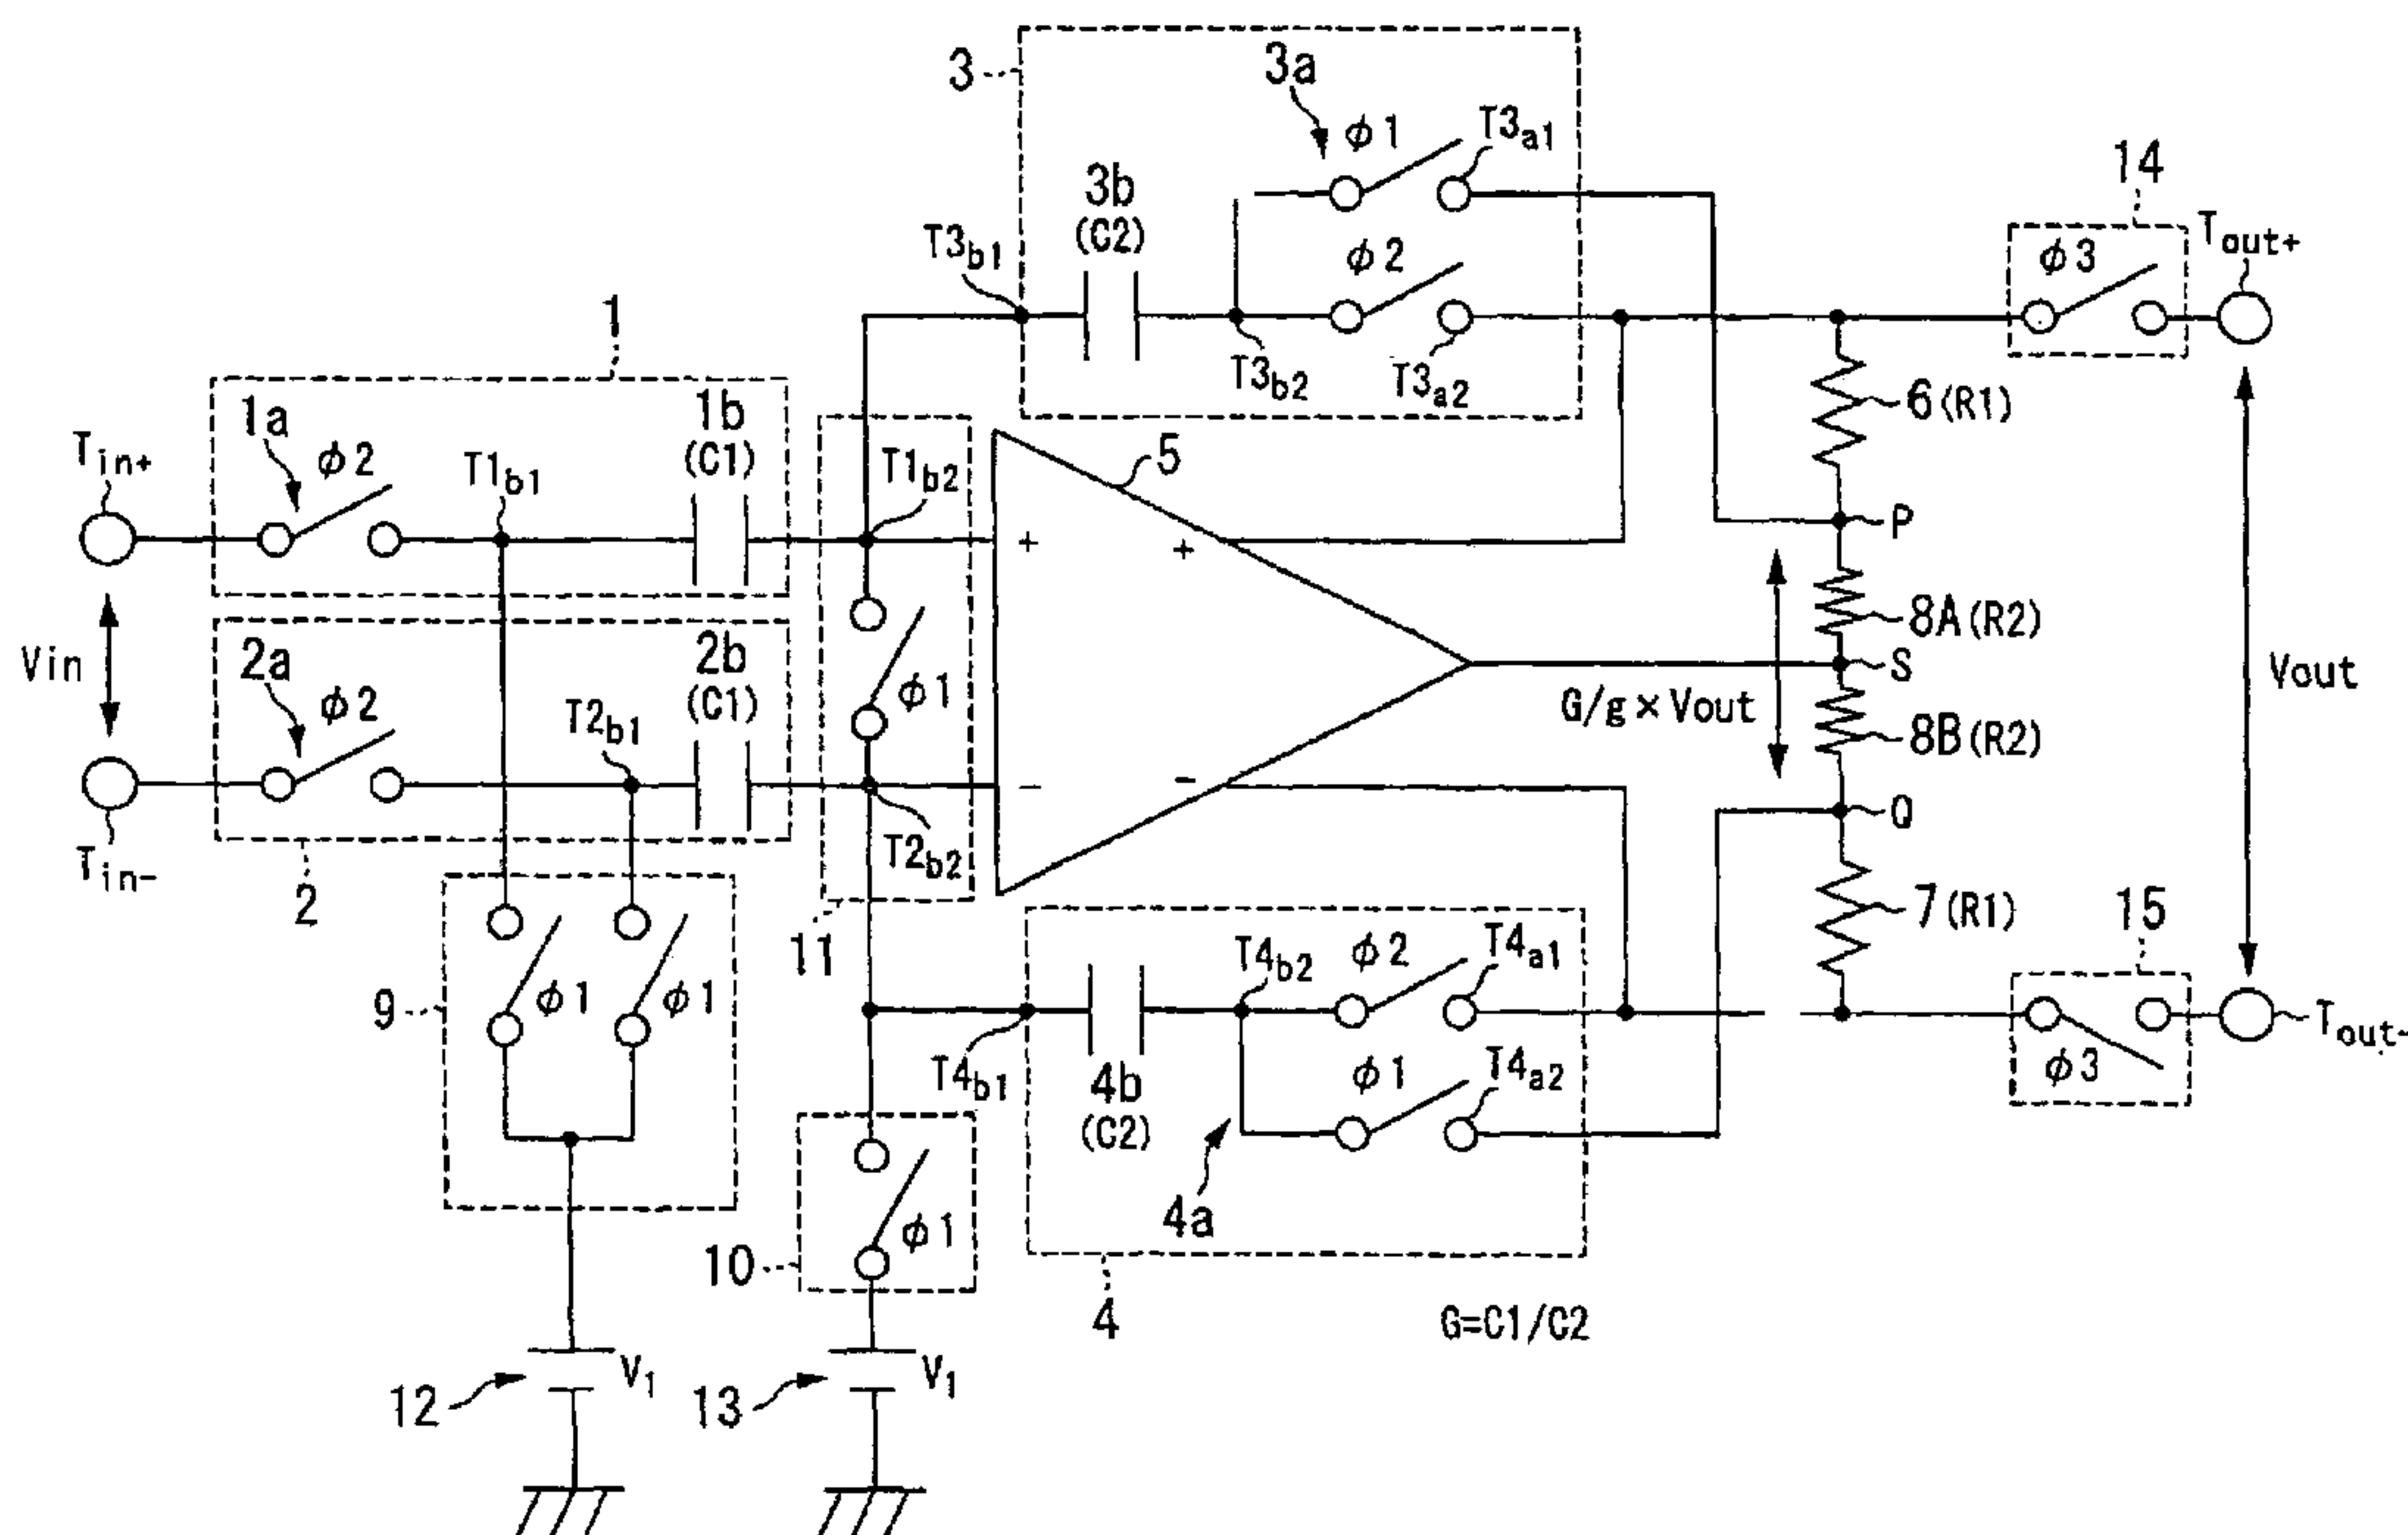 3
3a
φ1
T3a1
14
3b
(C2)
φ2
Tout+
φ3
T3b1
1
T3b2
T3a2
6(R1)
1a
1b
(C1)
Tin+
φ2
T1b1
T1b2
5
P
+
+
8A(R2)
2a
2b
(C1)
S
Vin
φ2
φ1
G/g×Vout
Vout
T2b1
8B(R2)
−
−
Q
T2b2
Tin-
2
7(R1)
15
11
T4b2
φ2
T4a1
9
φ1
φ1
Tout-
T4b1
4b
(C2)
φ1
T4a2
φ3
4a
10
φ1
4
G=C1/C2
12
V1
13
V1